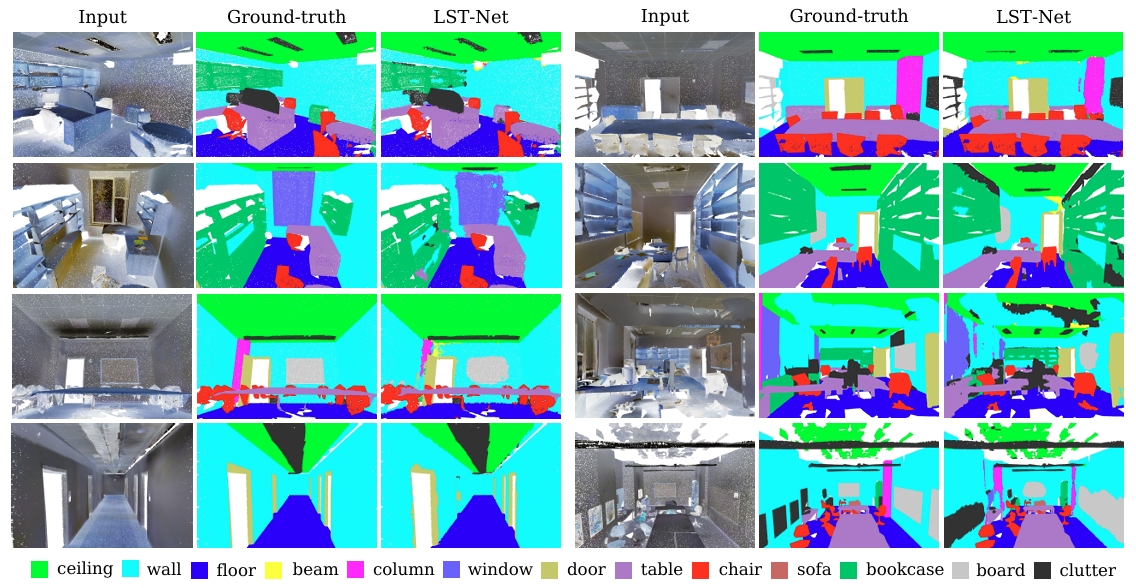 Input Ground-truth LST-Net Input Ground-truth LST-Net
ceiling wall floor beam column window door table chair sofa bookcase board clutter